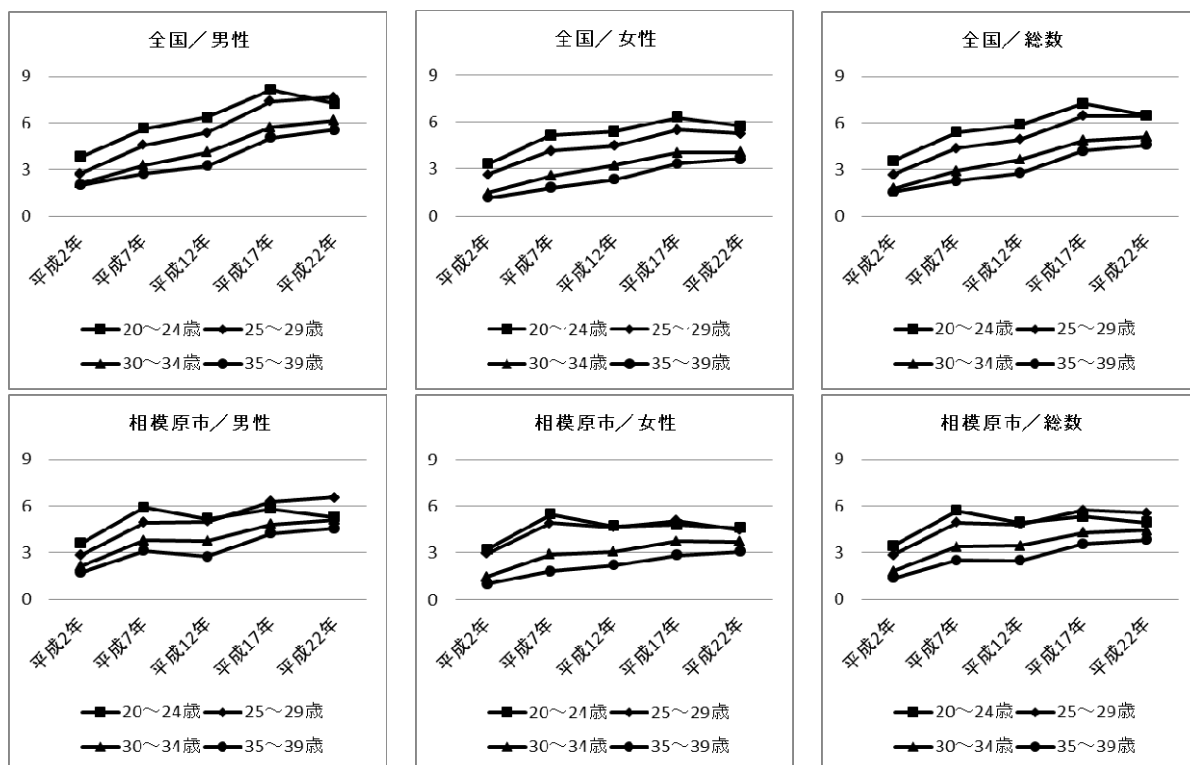 全国／男性
9
6
3
0
平成2年
平成7年
平成12年
平成17年
平成22年
20～24歳 25～29歳
30～34歳 35～39歳
全国／女性
9
6
3
0
平成2年
平成7年
平成12年
平成17年
平成22年
20～24歳 25～29歳
30～34歳 35～39歳
全国／総数
9
6
3
0
平成2年
平成7年
平成12年
平成17年
平成22年
20～24歳 25～29歳
30～34歳 35～39歳
相模原市／男性
9
6
3
0
平成2年
平成7年
平成12年
平成17年
平成22年
20～24歳 25～29歳
30～34歳 35～39歳
相模原市／女性
9
6
3
0
平成2年
平成7年
平成12年
平成17年
平成22年
20～24歳 25～29歳
30～34歳 35～39歳
相模原市／総数
9
6
3
0
平成2年
平成7年
平成12年
平成17年
平成22年
20～24歳 25～29歳
30～34歳 35～39歳